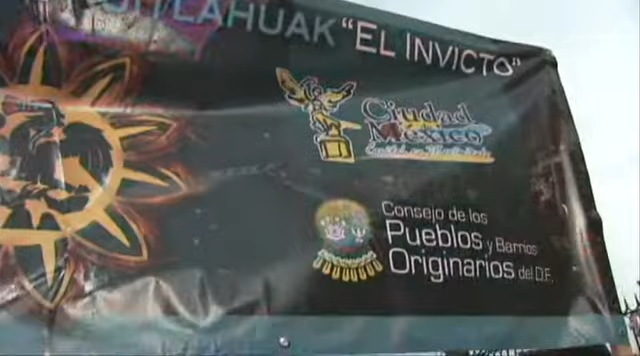 "EL INVICTO"
Ciudad
México
Consejo de los
Pueblos y Barrios
Originarios del D.F.